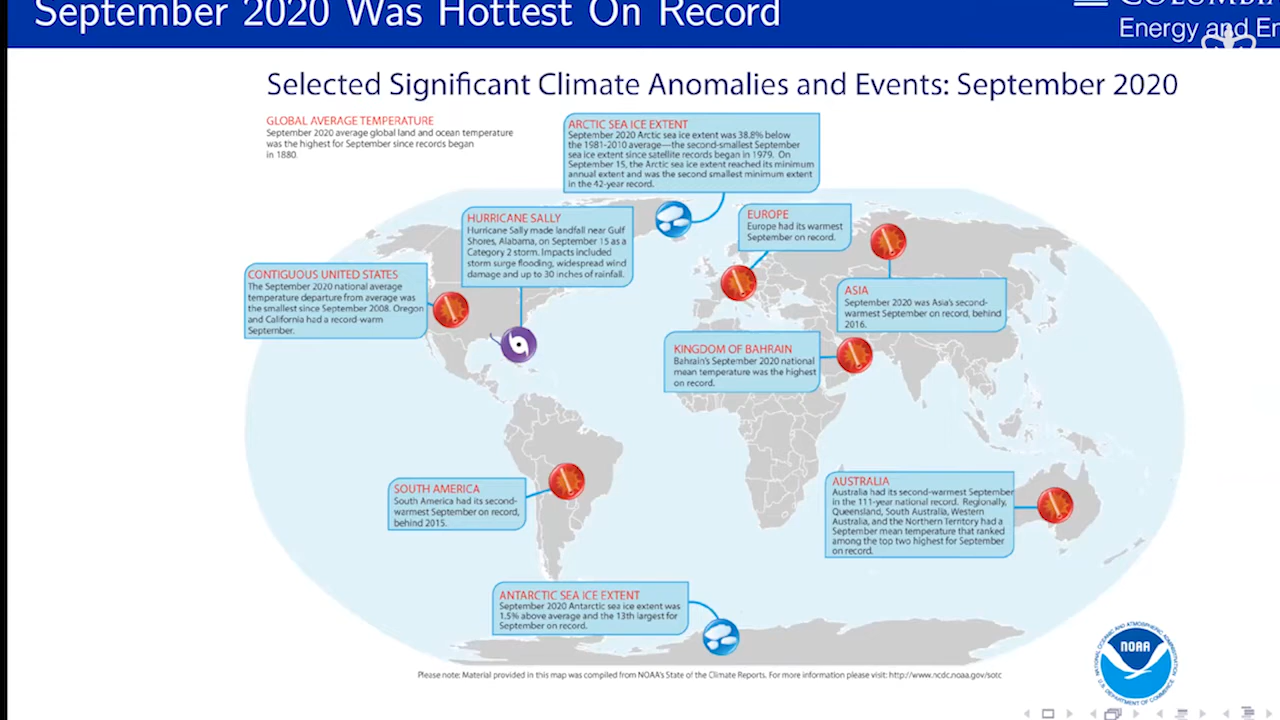 September 2020 Was Hottest On Record
Energy and En
Selected Significant Climate Anomalies and Events: September 2020
GLOBAL AVERAGE TEMPERATURE
September 2020 average global land and ocean temperature
was the highest for September since records began
in 1880.
ARCTIC SEA ICE EXTENT
September 2020 Arctic sea ice extent was 38.8% below
the 1981-2010 average—the second-smallest September
sea ice extent since satellite records began in 1979. On
September 15, the Arctic sea ice extent reached its minimum
annual extent and was the second smallest minimum extent
in the 42-year record.
HURRICANE SALLY
Hurricane Sally made landfall near Gulf
Shores, Alabama, on September 15 as a
Category 2 storm. Impacts included
storm surge flooding, widespread wind
damage and up to 30 inches of rainfall.
EUROPE
Europe had its warmest
September on record.
CONTIGUOUS UNITED STATES
The September 2020 national average
temperature departure from average was
the smallest since September 2008. Oregon
and California had a record-warm
September.
ASIA
September 2020 was Asia's second-
warmest September on record, behind
2016.
KINGDOM OF BAHRAIN
Bahrain's September 2020 national
mean temperature was the highest
on record.
SOUTH AMERICA
South America had its second-
warmest September on record,
behind 2015.
AUSTRALIA
Australia had its second-warmest September
in the 111-year national record. Regionally,
Queensland, South Australia, Western
Australia, and the Northern Territory had a
September mean temperature that ranked
among the top two highest for September
on record.
ANTARCTIC SEA ICE EXTENT
September 2020 Antarctic sea ice extent was
1.5% above average and the 13th largest for
September on record.
NATIONAL OCEANIC AND ATMOSPHERIC ADMINISTRATION
NOAA
U.S. DEPARTMENT OF COMMERCE
Please note: Material provided in this map was compiled from NOAA's State of the Climate Reports. For more information please visit: http://www.ncdc.noaa.gov/sotc